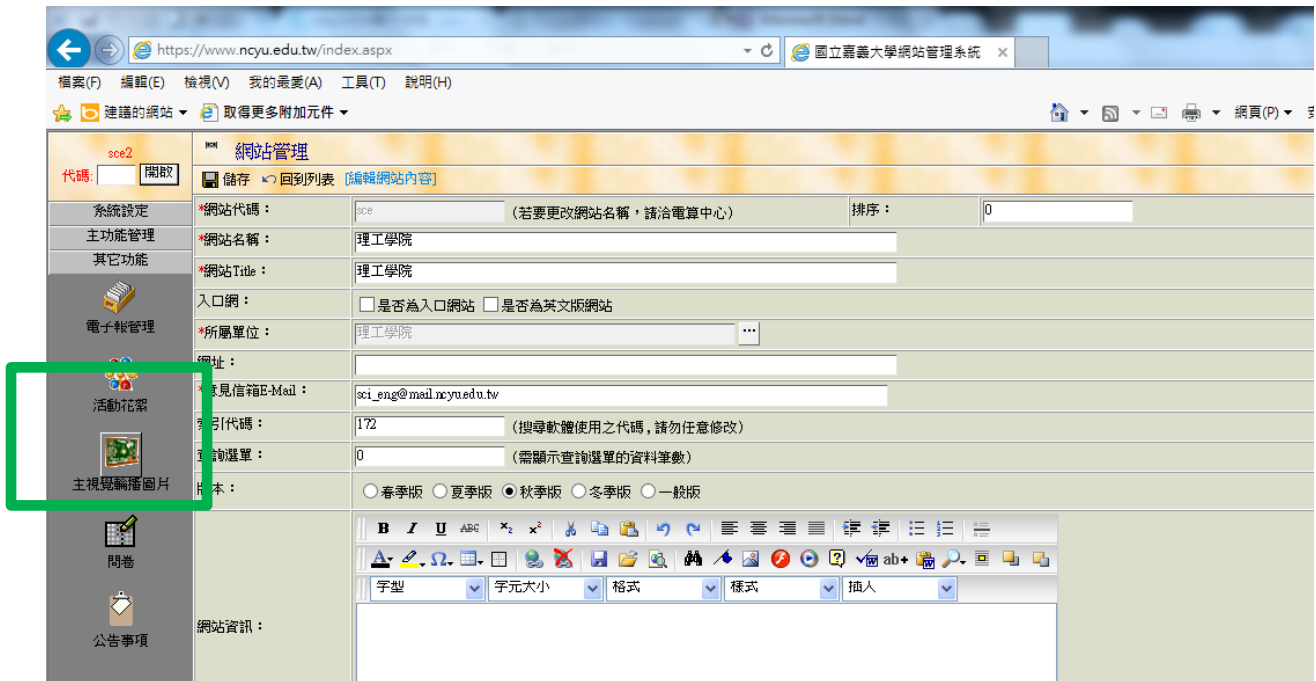 https://www.ncyu.edu.tw/index.aspx
國立嘉義大學網站管理系統
檔案(F) 編輯(E) 檢視(V) 我的最愛(A) 工具(T) 說明(H)
建議的網站 取得更多附加元件 網頁(P)
sce2
代碼: 開啟
網站管理
儲存 回到列表 [編輯網站內容]
系統設定
主功能管理
其它功能
電子報管理
活動花絮
主視覺輪播圖片
問卷
公告事項
*網站代碼： sce (若要更改網站名稱，請洽電算中心) 排序： 0
*網站名稱： 理工學院
*網站Title： 理工學院
入口網： 是否為入口網站 是否為英文版網站
*所屬單位： 理工學院 ...
網址：
意見信箱E-Mail： sci_eng@mail.ncyu.edu.tw
索引代碼： 172 (搜尋軟體使用之代碼,請勿任意修改)
查詢選單： 0 (需顯示查詢選單的資料筆數)
版本： 春季版 夏季版 秋季版 冬季版 一般版
B I U ABC x₂ x²
A Ω ab+
字型 字元大小 格式 樣式 插入
網站資訊：